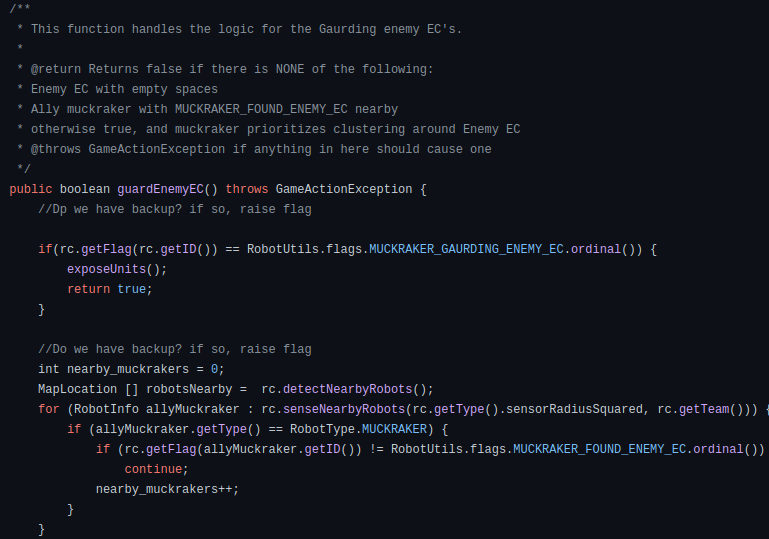 /**
 * This function handles the logic for the Gaurding enemy EC's.
 *
 * @return Returns false if there is NONE of the following:
 * Enemy EC with empty spaces
 * Ally muckraker with MUCKRAKER_FOUND_ENEMY_EC nearby
 * otherwise true, and muckraker prioritizes clustering around Enemy EC
 * @throws GameActionException if anything in here should cause one
 */
public boolean guardEnemyEC() throws GameActionException {
    //Dp we have backup? if so, raise flag

    if(rc.getFlag(rc.getID()) == RobotUtils.flags.MUCKRAKER_GAURDING_ENEMY_EC.ordinal()) {
        exposeUnits();
        return true;
    }

    //Do we have backup? if so, raise flag
    int nearby_muckrakers = 0;
    MapLocation [] robotsNearby =  rc.detectNearbyRobots();
    for (RobotInfo allyMuckraker : rc.senseNearbyRobots(rc.getType().sensorRadiusSquared, rc.getTeam())) {
        if (allyMuckraker.getType() == RobotType.MUCKRAKER) {
            if (rc.getFlag(allyMuckraker.getID()) != RobotUtils.flags.MUCKRAKER_FOUND_ENEMY_EC.ordinal())
                continue;
            nearby_muckrakers++;
        }
    }